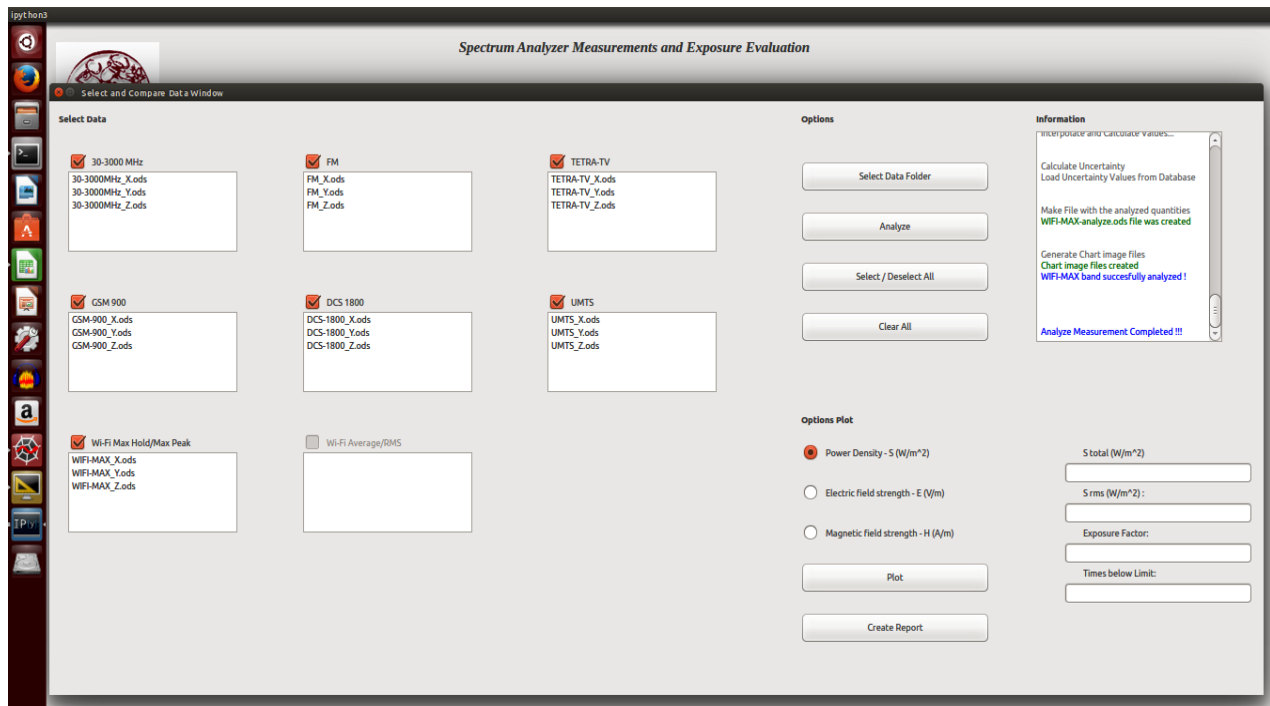 ipython3
Spectrum Analyzer Measurements and Exposure Evaluation
Select and Compare Data Window
Select Data
30-3000 MHz
30-3000MHz_X.ods
30-3000MHz_Y.ods
30-3000MHz_Z.ods
FM
FM_X.ods
FM_Y.ods
FM_Z.ods
TETRA-TV
TETRA-TV_X.ods
TETRA-TV_Y.ods
TETRA-TV_Z.ods
GSM 900
GSM-900_X.ods
GSM-900_Y.ods
GSM-900_Z.ods
DCS 1800
DCS-1800_X.ods
DCS-1800_Y.ods
DCS-1800_Z.ods
UMTS
UMTS_X.ods
UMTS_Y.ods
UMTS_Z.ods
Wi-Fi Max Hold/Max Peak
WIFI-MAX_X.ods
WIFI-MAX_Y.ods
WIFI-MAX_Z.ods
Wi-Fi Average/RMS
Options
Select Data Folder
Analyze
Select / Deselect All
Clear All
Information
Interpolate and Calculate Values...
Calculate Uncertainty
Load Uncertainty Values from Database
Make File with the analyzed quantities
WIFI-MAX-analyze.ods file was created
Generate Chart image files
Chart image files created
WIFI-MAX band succesfully analyzed !
Analyze Measurement Completed !!!
Options Plot
Power Density - S (W/m^2)
Electric field strength - E (V/m)
Magnetic field strength - H (A/m)
Plot
Create Report
S total (W/m^2)
S rms (W/m^2) :
Exposure Factor:
Times below Limit:
a
IPy